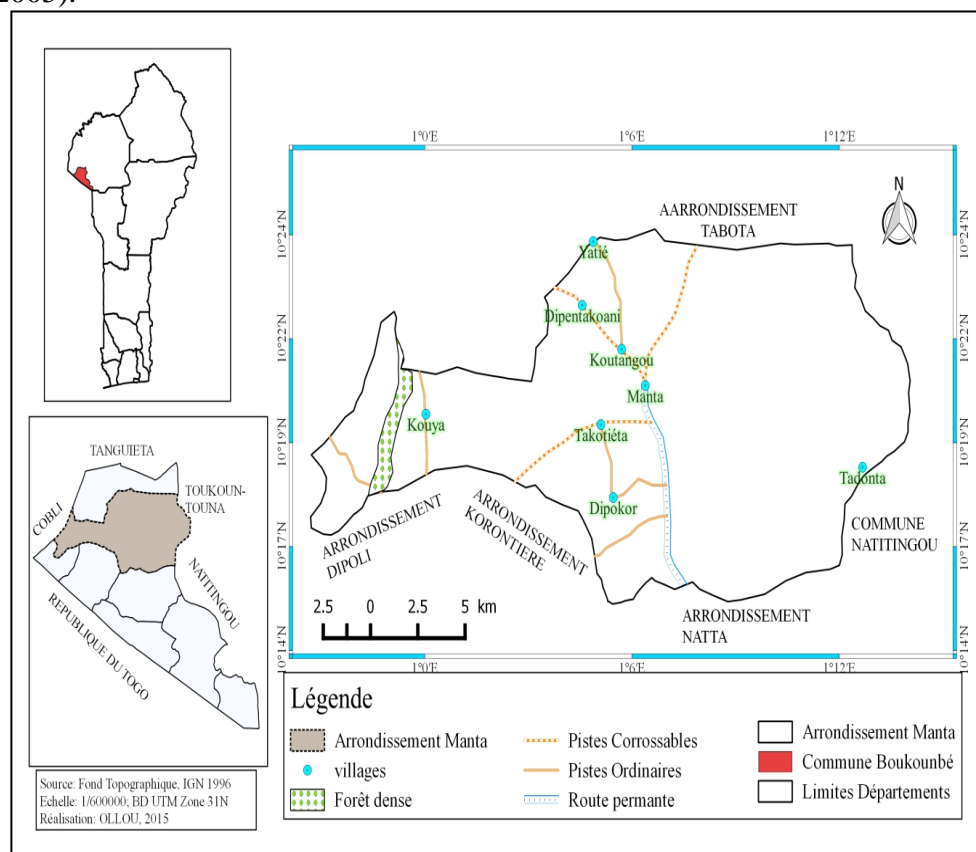 2005).
1°0'E
1°6'E
1°12'E
N
AARRONDISSEMENT
TABOTA
10°24'N
10°24'N
Yatié
Dipentakoani
10°22'N
10°22'N
Koutangou
Manta
Kouya
Takotiéta
10°19'N
10°19'N
Tadonta
Dipokor
ARRONDISSEMENT
DIPOLI
ARRONDISSEMENT
KORONTIERE
COMMUNE
NATITINGOU
10°17'N
10°17'N
ARRONDISSEMENT
NATTA
2.5 0 2.5 5 km
10°14'N
10°14'N
1°0'E
1°6'E
1°12'E
TANGUIETA
TOUKOUN-
TOUNA
COBLI
NATITINGOU
REPUBLIQUE DU TOGO
Légende
Arrondissement Manta
villages
Forêt dense
Pistes Corrossables
Pistes Ordinaires
Route permante
Arrondissement Manta
Commune Boukounbé
Limites Départements
Source: Fond Topographique, IGN 1996
Echelle: 1/600000; BD UTM Zone 31N
Réalisation: OLLOU, 2015